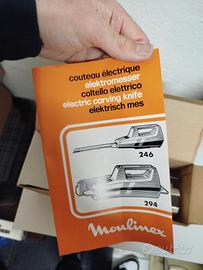 couteau électrique
elektromesser
coltello elettrico
electric carving knife
elektrisch mes
246
294
Moulinex